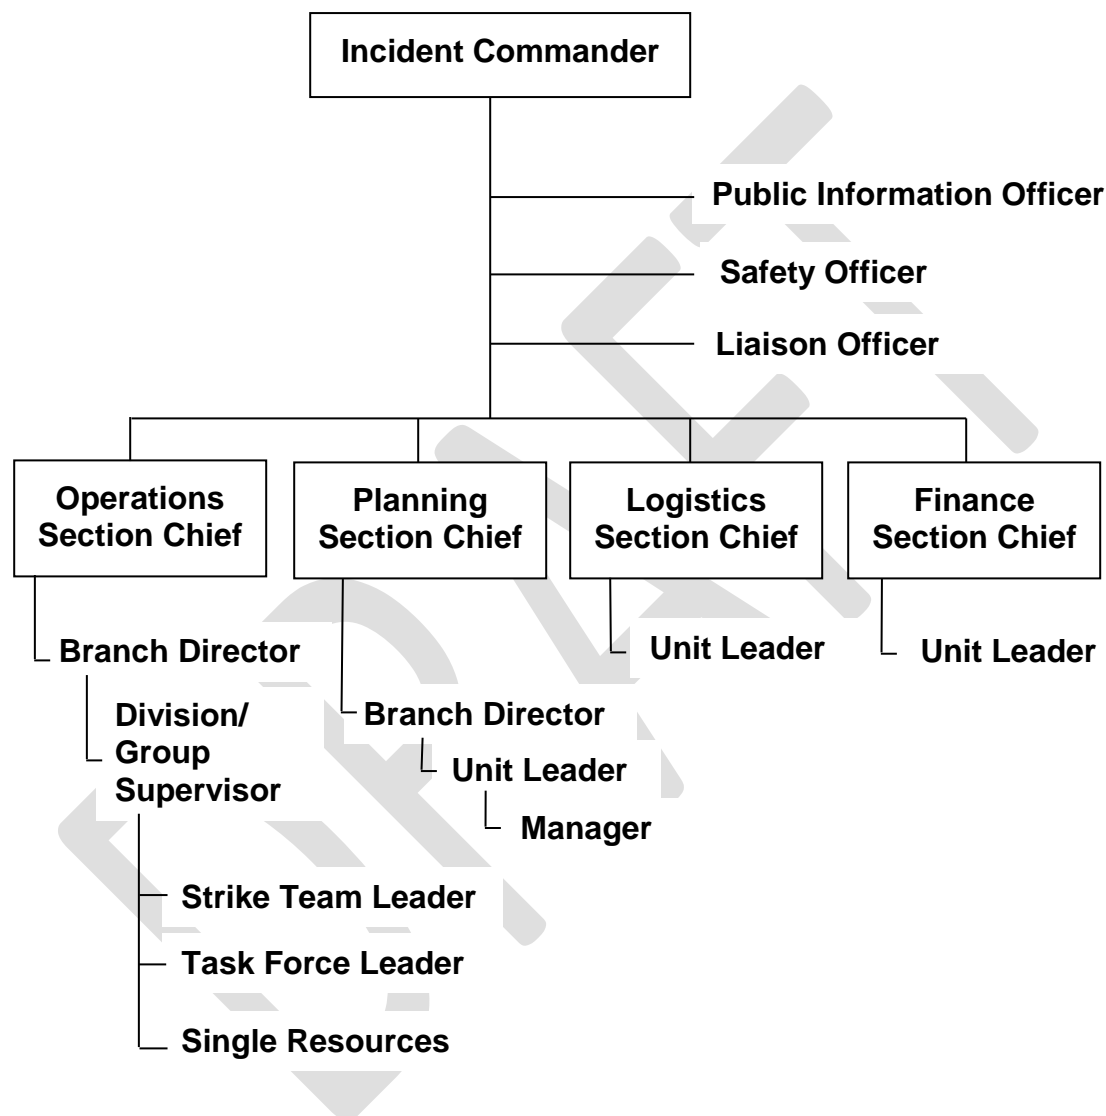 Incident Commander
Public Information Officer
Safety Officer
Liaison Officer
Operations
Section Chief
Planning
Section Chief
Logistics
Section Chief
Finance
Section Chief
Branch Director
Division/
Group
Supervisor
Strike Team Leader
Task Force Leader
Single Resources
Branch Director
Unit Leader
Manager
Unit Leader
Unit Leader
DRAFT